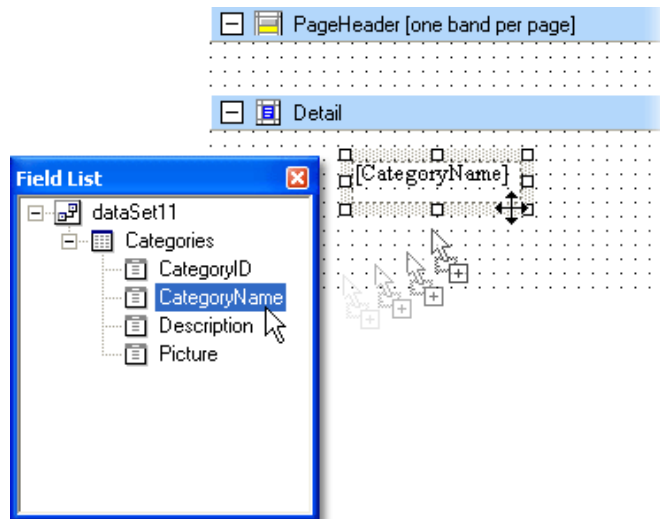 PageHeader [one band per page]
Detail
[CategoryName]
Field List
dataSet11
Categories
CategoryID
CategoryName
Description
Picture